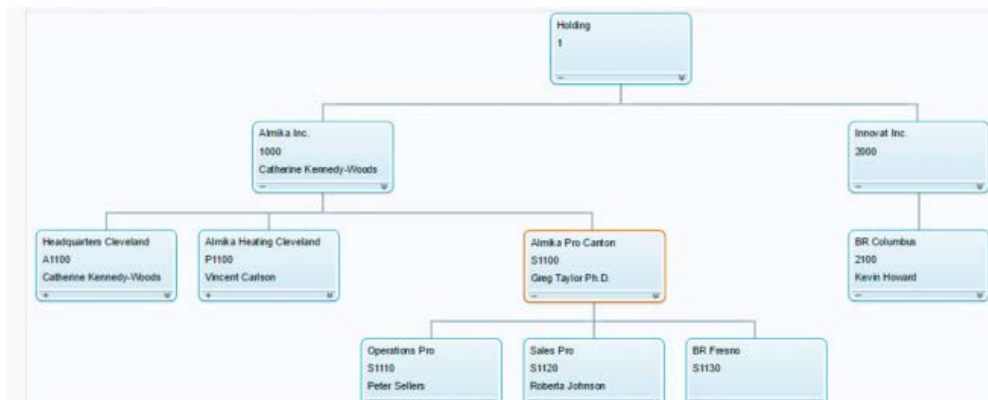 Holding
1
Almika Inc.
1000
Catherine Kennedy-Woods
Innovat Inc.
2000
Headquarters Cleveland
A1100
Catherine Kennedy-Woods
Almika Heating Cleveland
P1100
Vincent Carlson
Almika Pro Canton
S1100
Greg Taylor Ph.D.
BR Columbus
2100
Kevin Howard
Operations Pro
S1110
Peter Sellers
Sales Pro
S1120
Roberta Johnson
BR Fresno
S1130